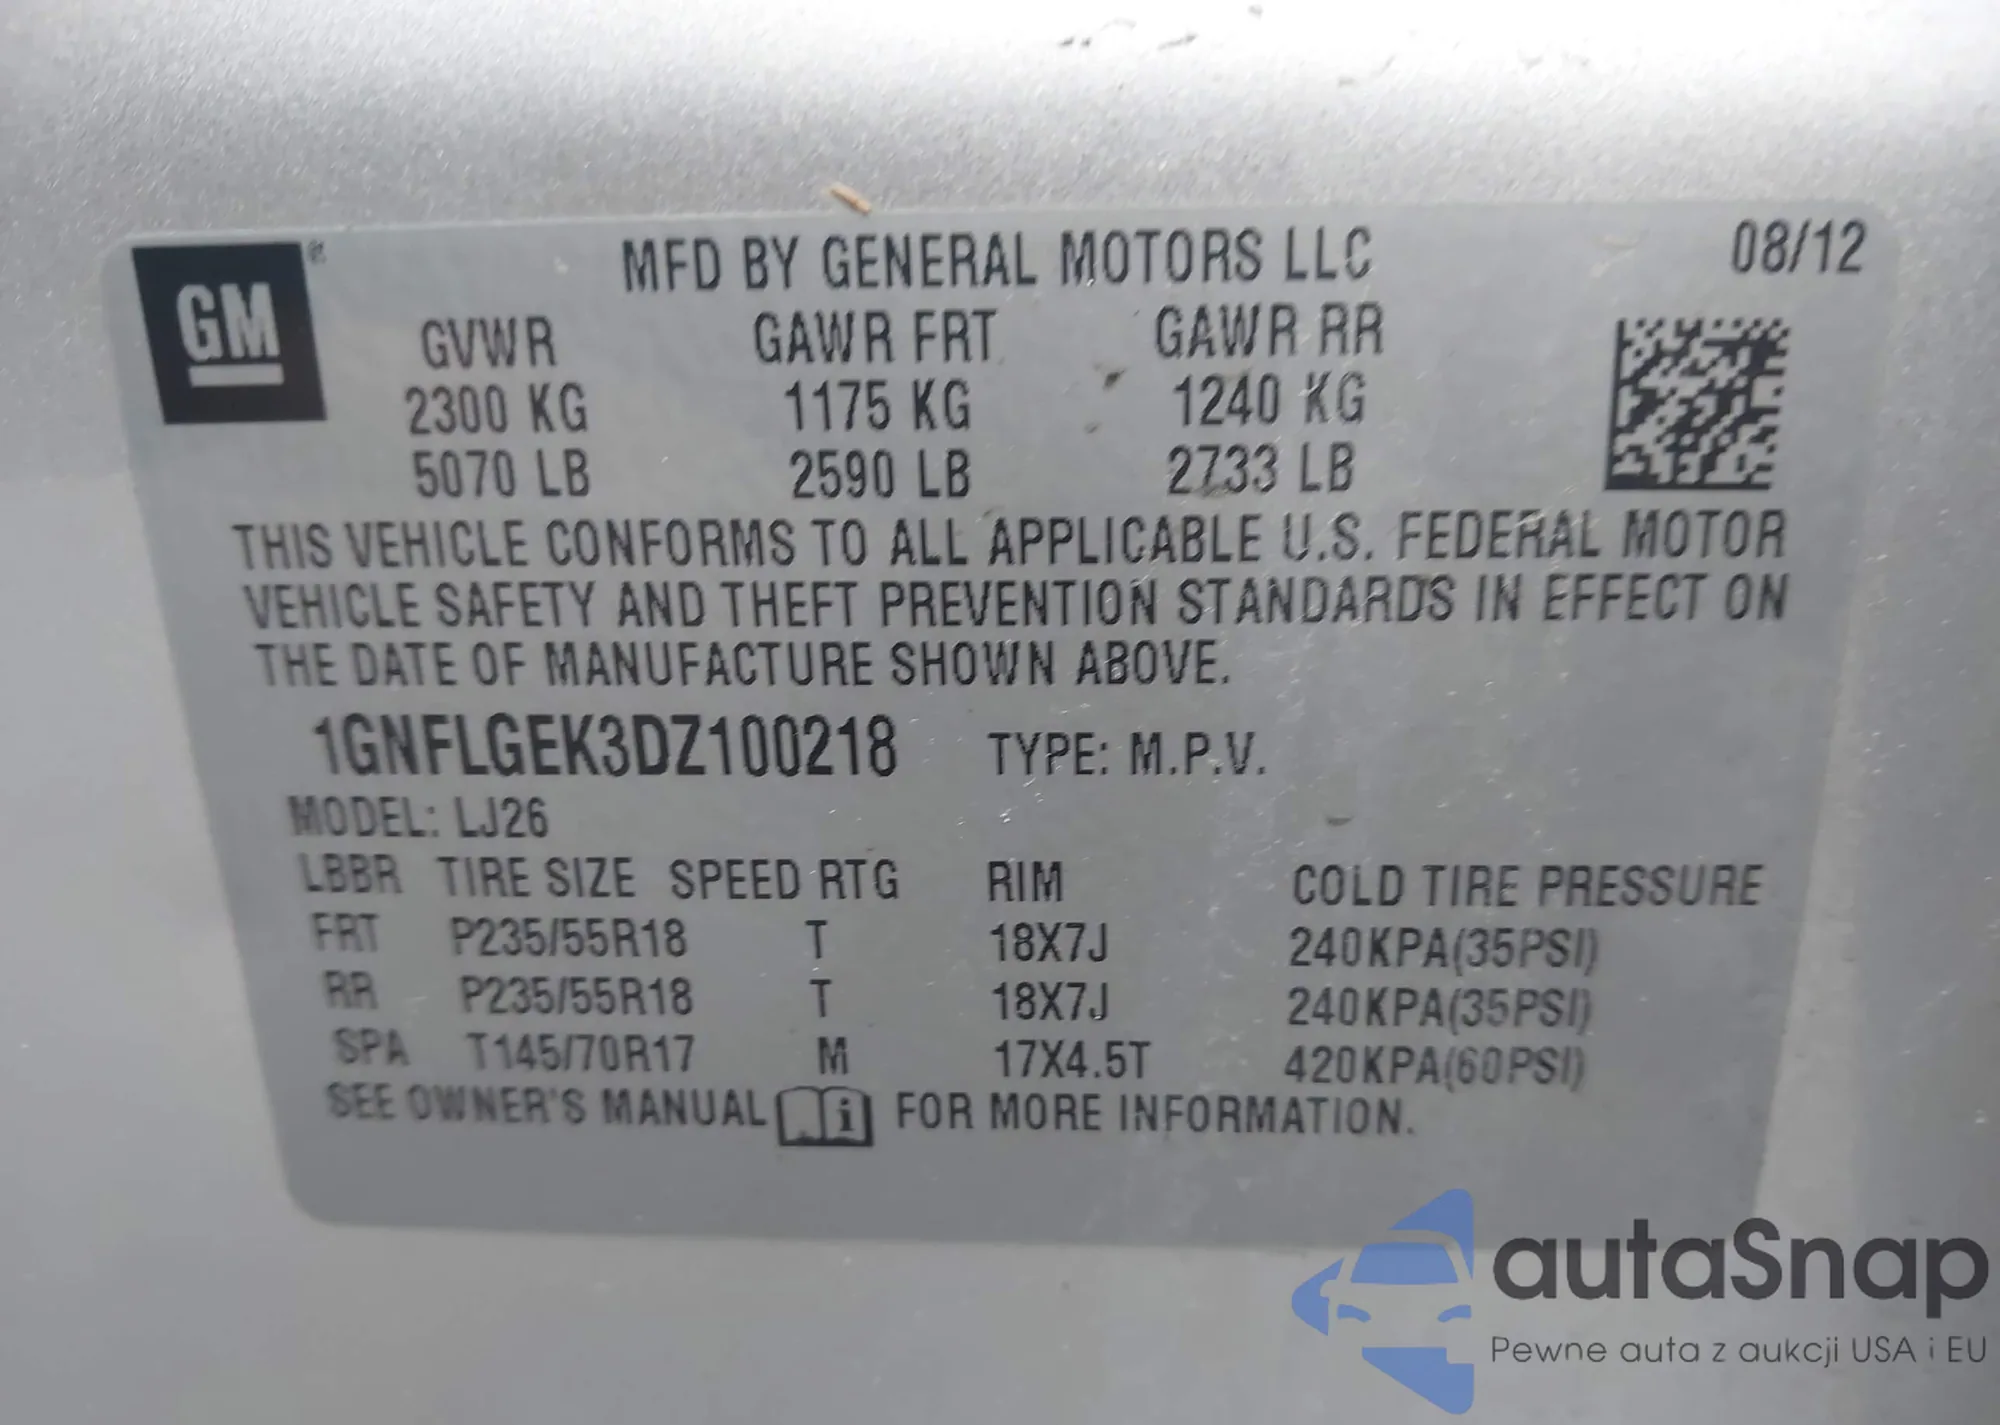 GM ®
MFD BY GENERAL MOTORS LLC 08/12
GVWR GAWR FRT GAWR RR
2300 KG 1175 KG 1240 KG
5070 LB 2590 LB 2733 LB
THIS VEHICLE CONFORMS TO ALL APPLICABLE U.S. FEDERAL MOTOR
VEHICLE SAFETY AND THEFT PREVENTION STANDARDS IN EFFECT ON
THE DATE OF MANUFACTURE SHOWN ABOVE.
1GNFLGEK3DZ100218 TYPE: M.P.V.
MODEL: LJ26
LBBR TIRE SIZE SPEED RTG RIM COLD TIRE PRESSURE
FRT P235/55R18 T 18X7J 240KPA(35PSI)
RR P235/55R18 T 18X7J 240KPA(35PSI)
SPA T145/70R17 M 17X4.5T 420KPA(60PSI)
SEE OWNER'S MANUAL i FOR MORE INFORMATION.
autaSnap
Pewne auta z aukcji USA i EU